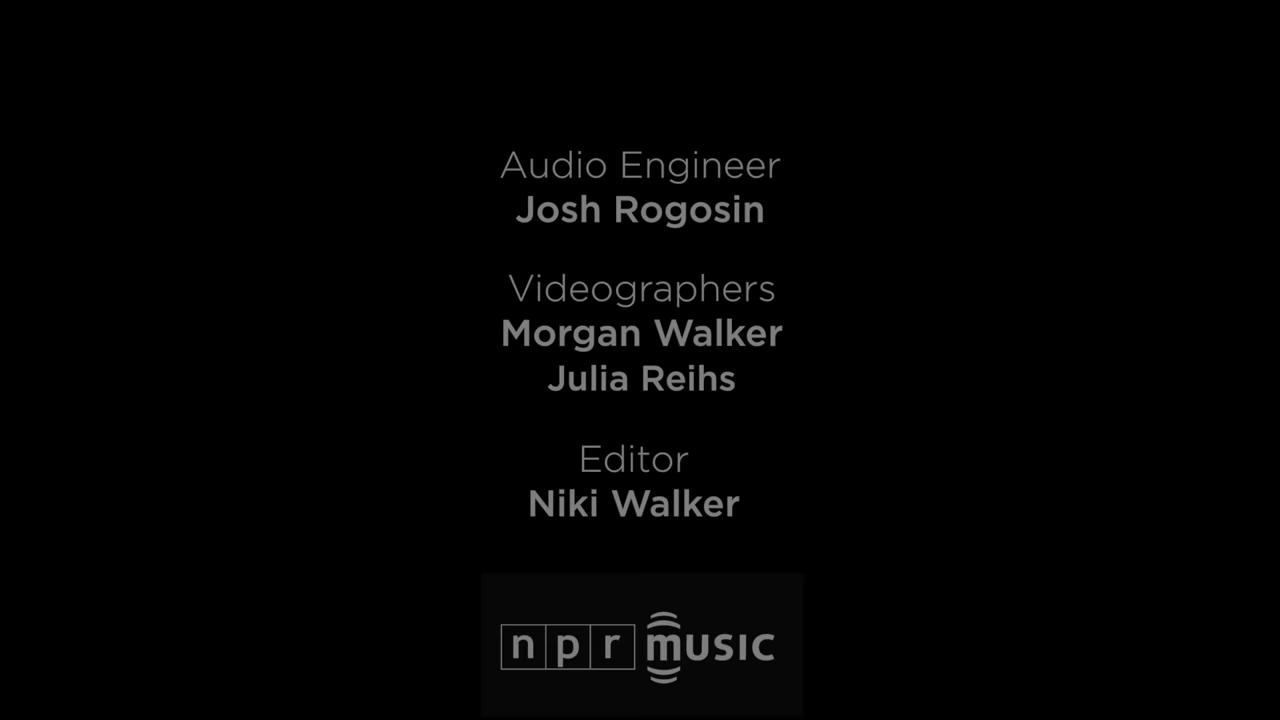 Audio Engineer
Josh Rogosin
Videographers
Morgan Walker
Julia Reihs
Editor
Niki Walker
npr music